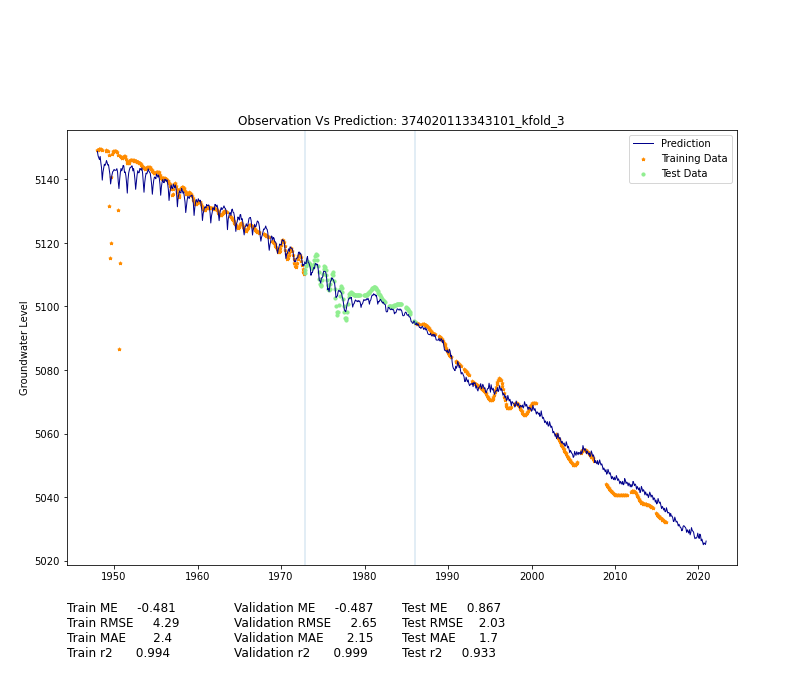 Observation Vs Prediction: 374020113343101_kfold_3
Prediction
Training Data
Test Data
Groundwater Level
5140
5120
5100
5080
5060
5040
5020
1950 1960 1970 1980 1990 2000 2010 2020
Train ME -0.481 Validation ME -0.487 Test ME 0.867
Train RMSE 4.29 Validation RMSE 2.65 Test RMSE 2.03
Train MAE 2.4 Validation MAE 2.15 Test MAE 1.7
Train r2 0.994 Validation r2 0.999 Test r2 0.933